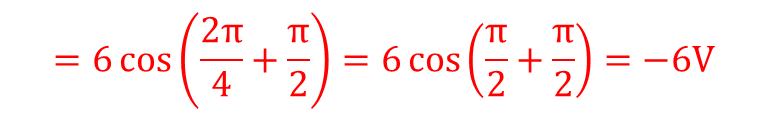 = 6 cos(2π/4 + π/2) = 6 cos(π/2 + π/2) = −6V